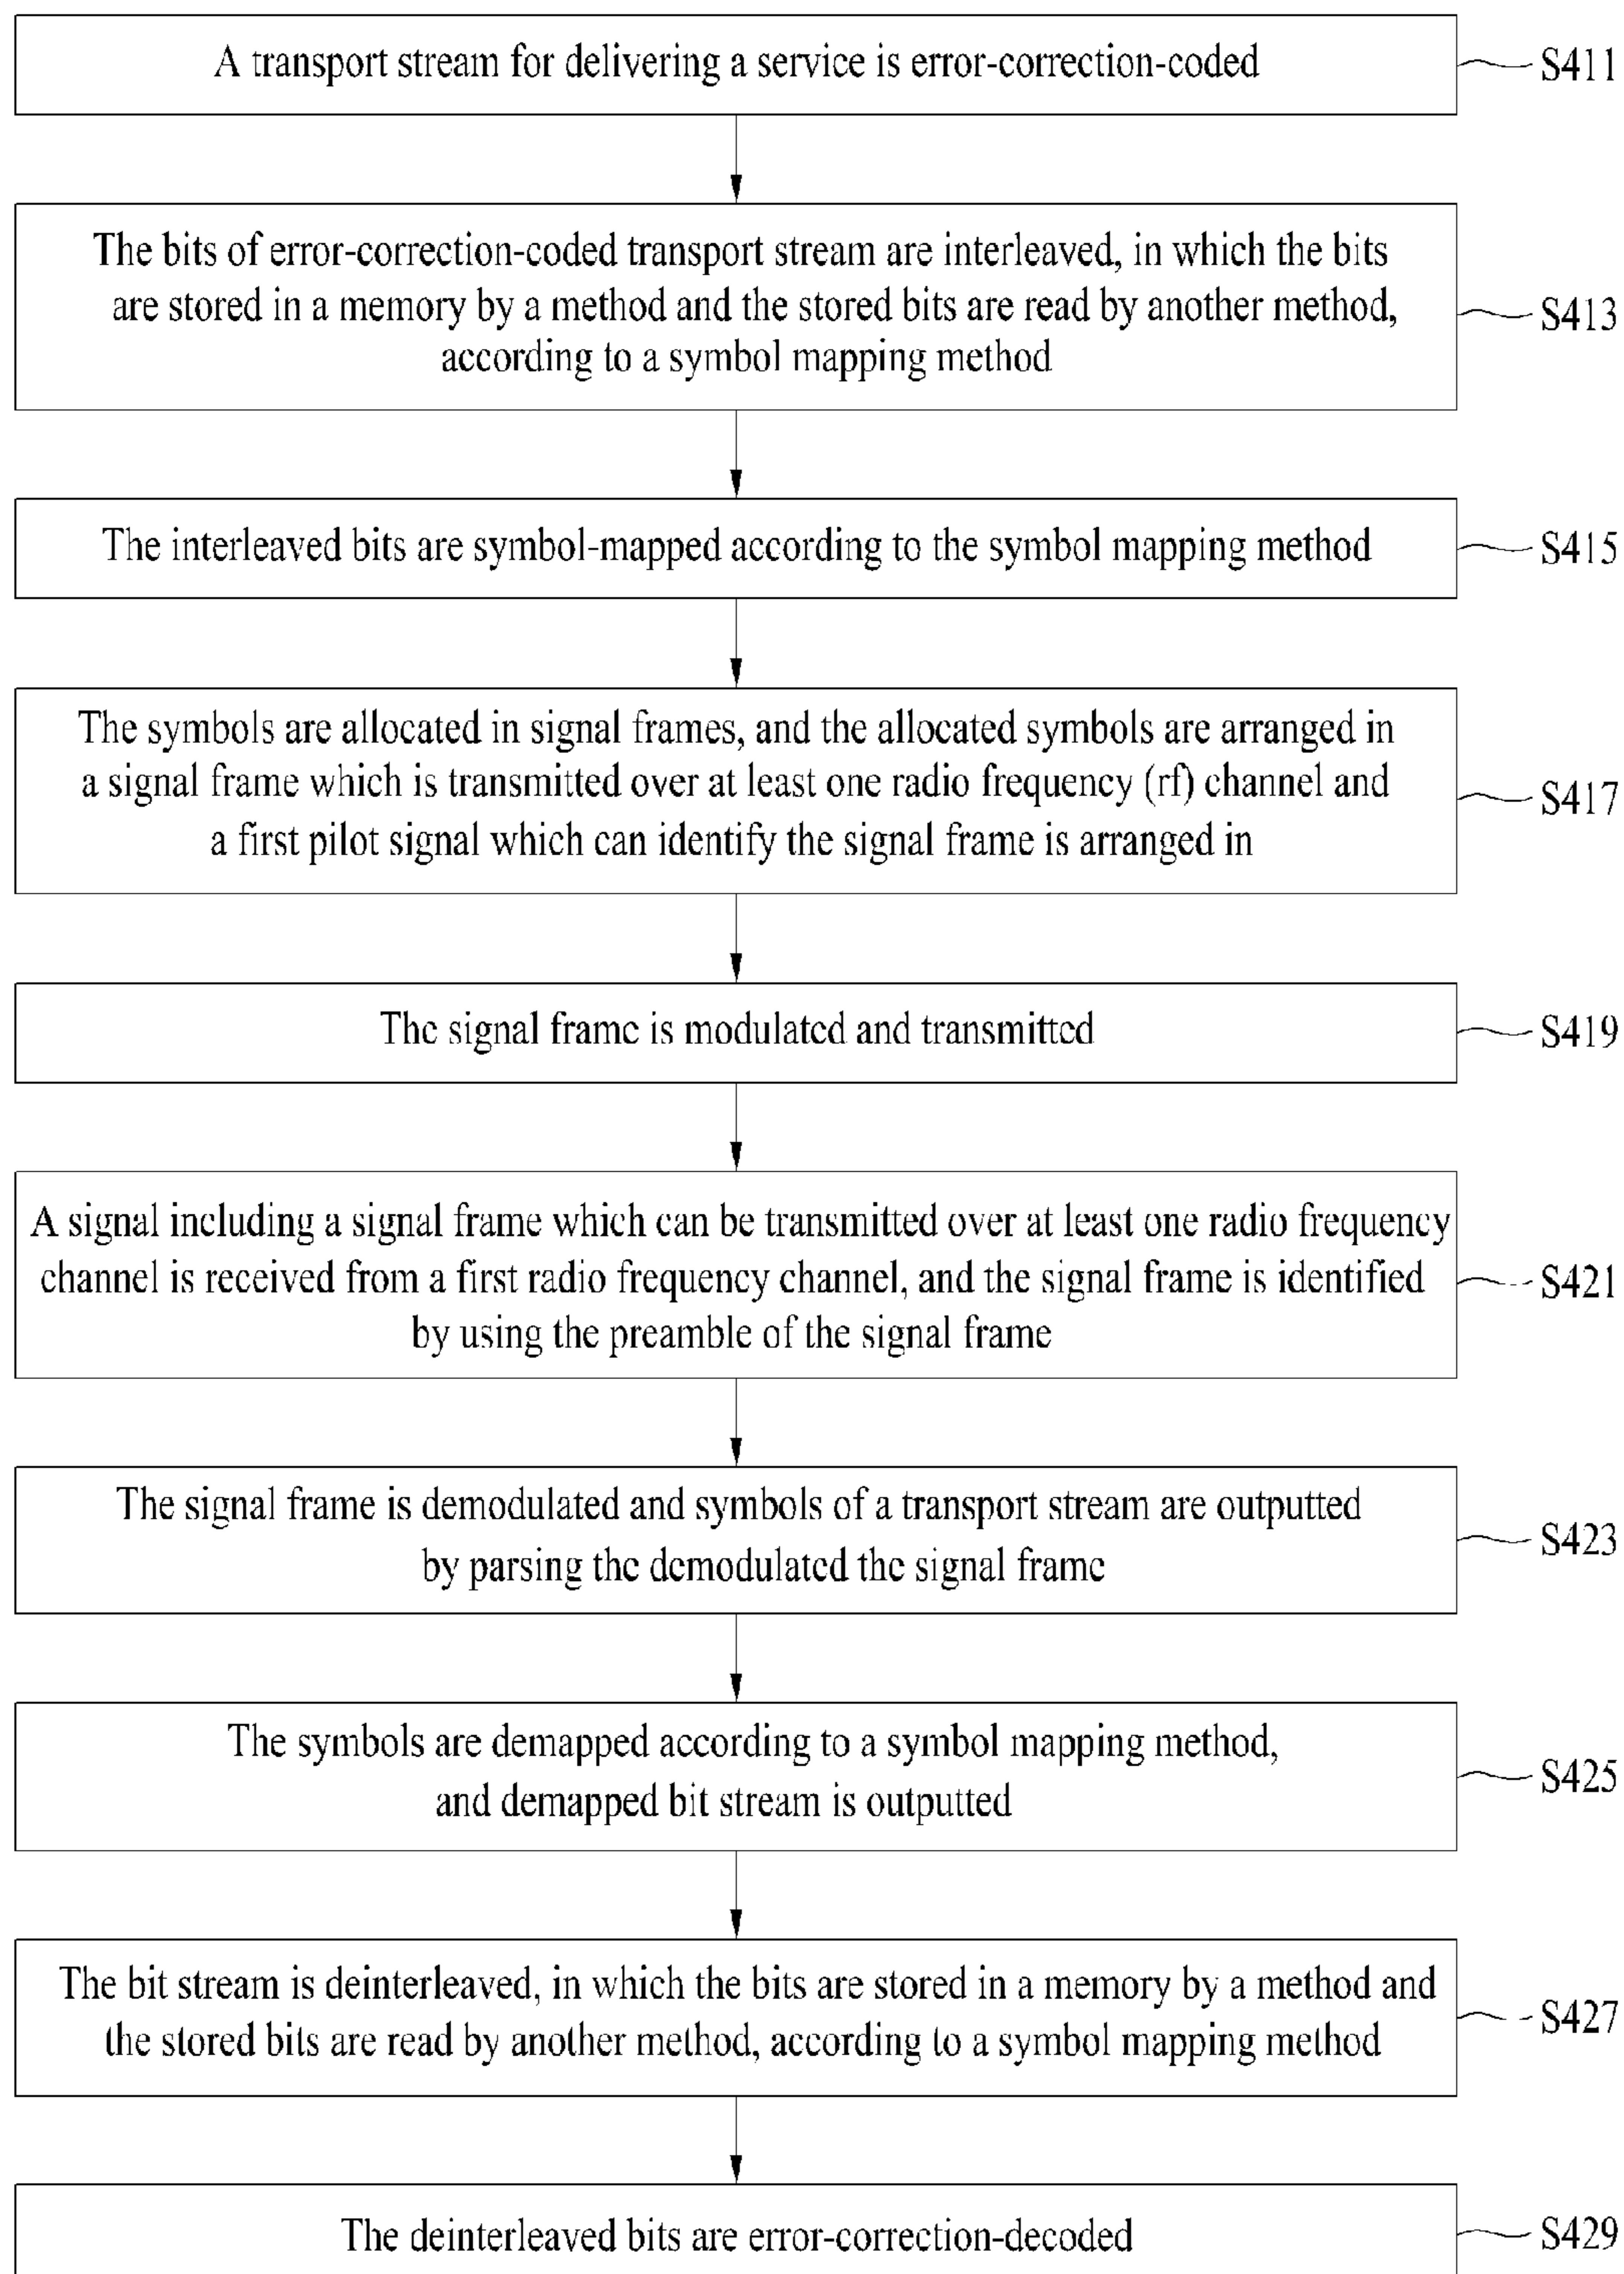 A transport stream for delivering a service is error-correction-coded
S411
The bits of error-correction-coded transport stream are interleaved, in which the bits
are stored in a memory by a method and the stored bits are read by another method,
according to a symbol mapping method
S413
The interleaved bits are symbol-mapped according to the symbol mapping method
S415
The symbols are allocated in signal frames, and the allocated symbols are arranged in
a signal frame which is transmitted over at least one radio frequency (rf) channel and
a first pilot signal which can identify the signal frame is arranged in
S417
The signal frame is modulated and transmitted
S419
A signal including a signal frame which can be transmitted over at least one radio frequency
channel is received from a first radio frequency channel, and the signal frame is identified
by using the preamble of the signal frame
S421
The signal frame is demodulated and symbols of a transport stream are outputted
by parsing the demodulated the signal frame
S423
The symbols are demapped according to a symbol mapping method,
and demapped bit stream is outputted
S425
The bit stream is deinterleaved, in which the bits are stored in a memory by a method and
the stored bits are read by another method, according to a symbol mapping method
S427
The deinterleaved bits are error-correction-decoded
S429